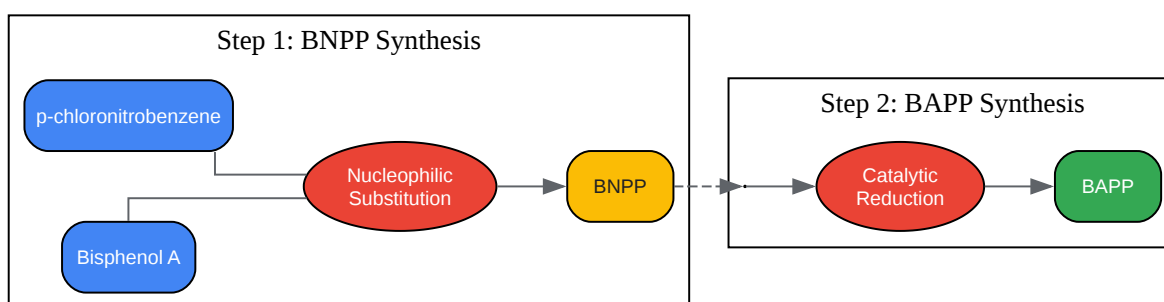 Step 1: BNPP Synthesis
p-chloronitrobenzene
Bisphenol A
Nucleophilic
Substitution
BNPP
Step 2: BAPP Synthesis
Catalytic
Reduction
BAPP